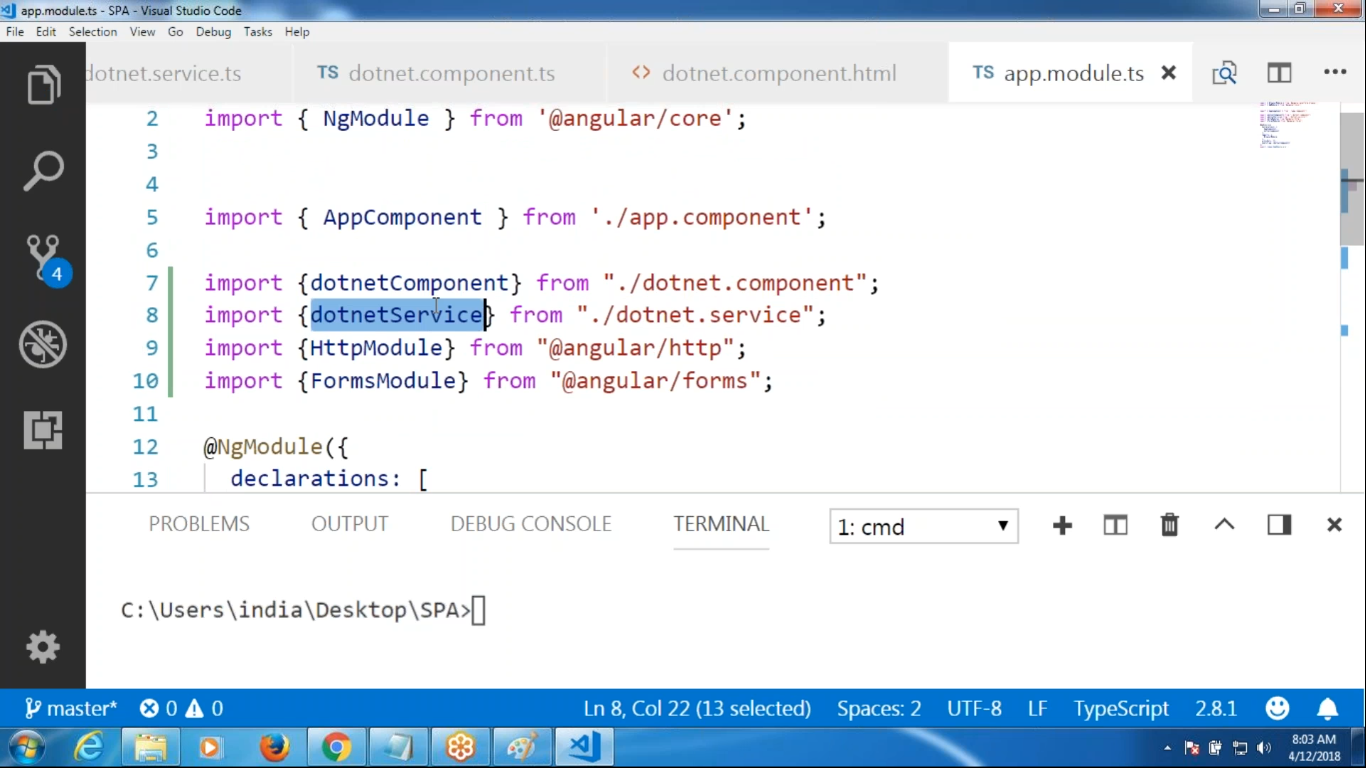 app.module.ts - SPA - Visual Studio Code
File Edit Selection View Go Debug Tasks Help
dotnet.service.ts TS dotnet.component.ts <> dotnet.component.html TS app.module.ts
2 import { NgModule } from '@angular/core';
3
4
5 import { AppComponent } from './app.component';
6
7 import {dotnetComponent} from "./dotnet.component";
8 import {dotnetService} from "./dotnet.service";
9 import {HttpModule} from "@angular/http";
10 import {FormsModule} from "@angular/forms";
11
12 @NgModule({
13 declarations: [
4
PROBLEMS OUTPUT DEBUG CONSOLE TERMINAL 1: cmd
C:\Users\india\Desktop\SPA>
master* 0 0 Ln 8, Col 22 (13 selected) Spaces: 2 UTF-8 LF TypeScript 2.8.1
8:03 AM
4/12/2018